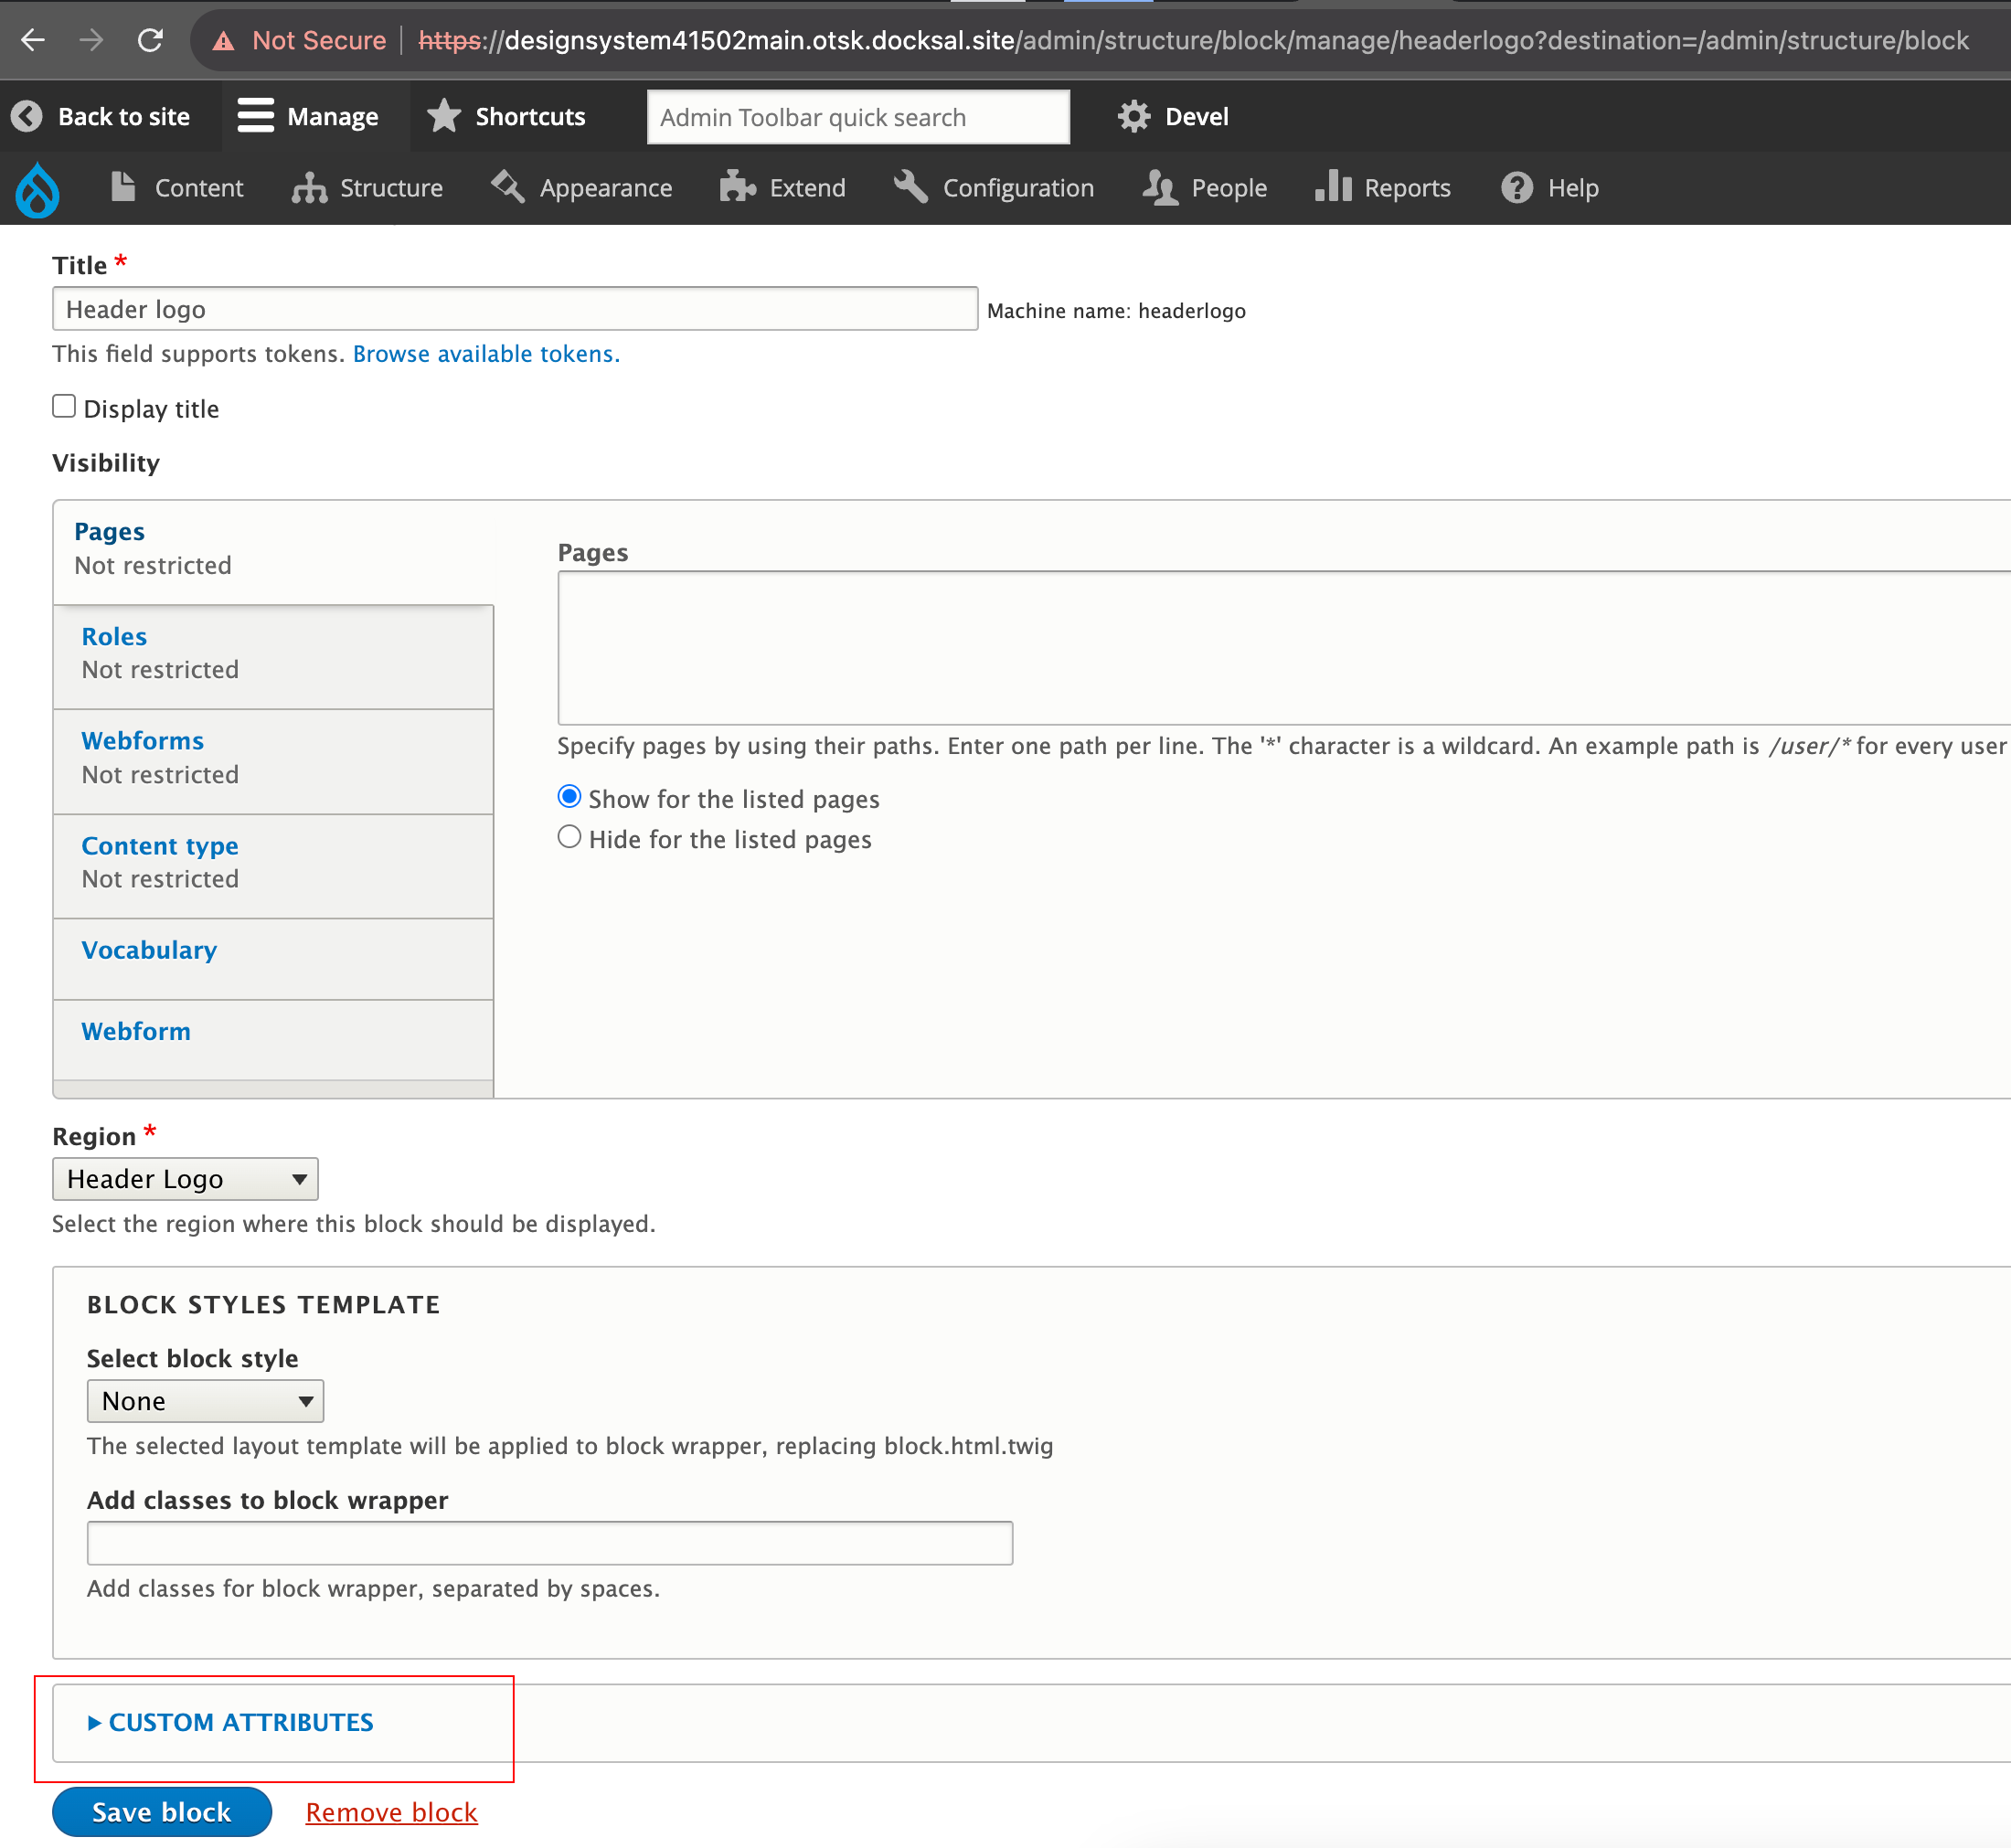 Not Secure https://designsystem41502main.otsk.docksal.site/admin/structure/block/manage/headerlogo?destination=/admin/structure/block
Back to site Manage Shortcuts Admin Toolbar quick search Devel
Content Structure Appearance Extend Configuration People Reports Help
Title *
Header logo Machine name: headerlogo
This field supports tokens. Browse available tokens.
Display title
Visibility
Pages
Not restricted
Roles
Not restricted
Webforms
Not restricted
Content type
Not restricted
Vocabulary
Webform
Pages
Specify pages by using their paths. Enter one path per line. The '*' character is a wildcard. An example path is /user/* for every user
Show for the listed pages
Hide for the listed pages
Region *
Header Logo
Select the region where this block should be displayed.
BLOCK STYLES TEMPLATE
Select block style
None
The selected layout template will be applied to block wrapper, replacing block.html.twig
Add classes to block wrapper
Add classes for block wrapper, separated by spaces.
CUSTOM ATTRIBUTES
Save block Remove block